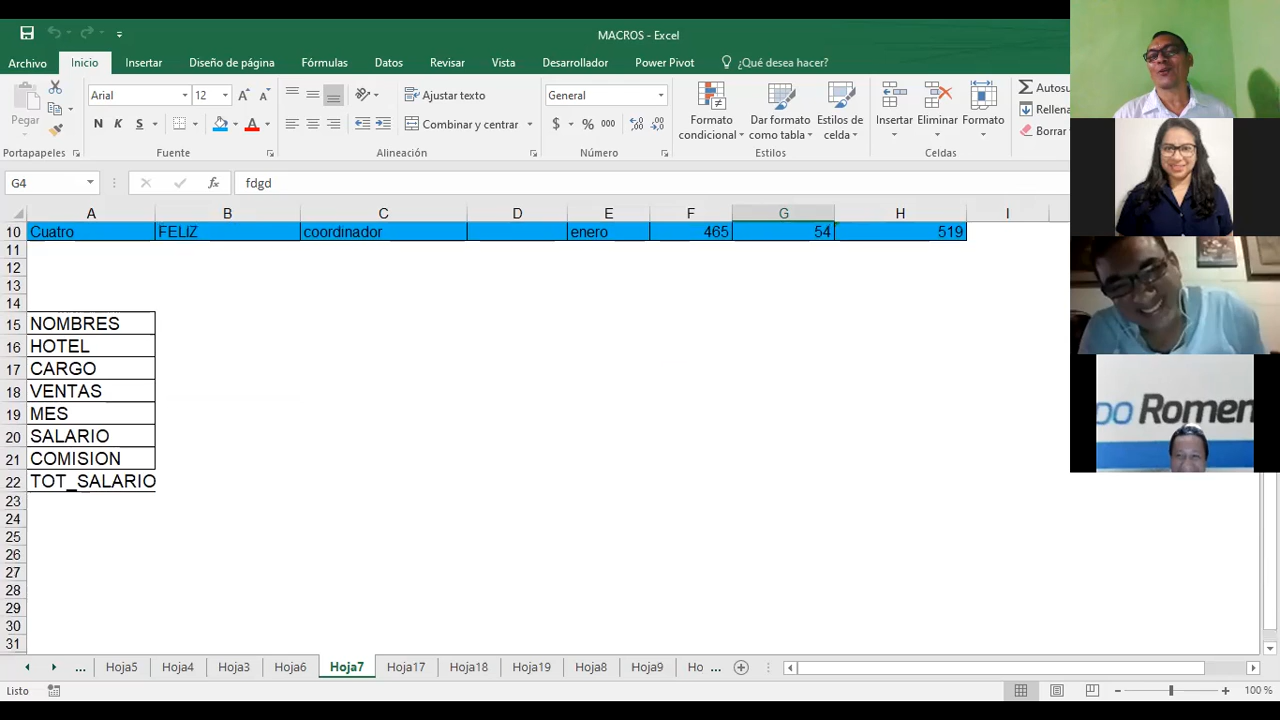 MACROS - Excel
Archivo Inicio Insertar Diseño de página Fórmulas Datos Revisar Vista Desarrollador Power Pivot ¿Qué desea hacer?
Pegar
Arial 12
N K S
Ajustar texto
Combinar y centrar
General
$ % 000
Formato condicional
Dar formato como tabla
Estilos de celda
Insertar Eliminar Formato
Autosu
Rellena
Borrar
Portapapeles Fuente Alineación Número Estilos Celdas
G4 fx fdgd
A B C D E F G H I
10 Cuatro FELIZ coordinador enero 465 54 519
11
12
13
14
15 NOMBRES
16 HOTEL
17 CARGO
18 VENTAS
19 MES
20 SALARIO
21 COMISION
22 TOT_SALARIO
23
24
25
26
27
28
29
30
31
... Hoja5 Hoja4 Hoja3 Hoja6 Hoja7 Hoja17 Hoja18 Hoja19 Hoja8 Hoja9 Ho ...
Listo 100 %
oo Romen